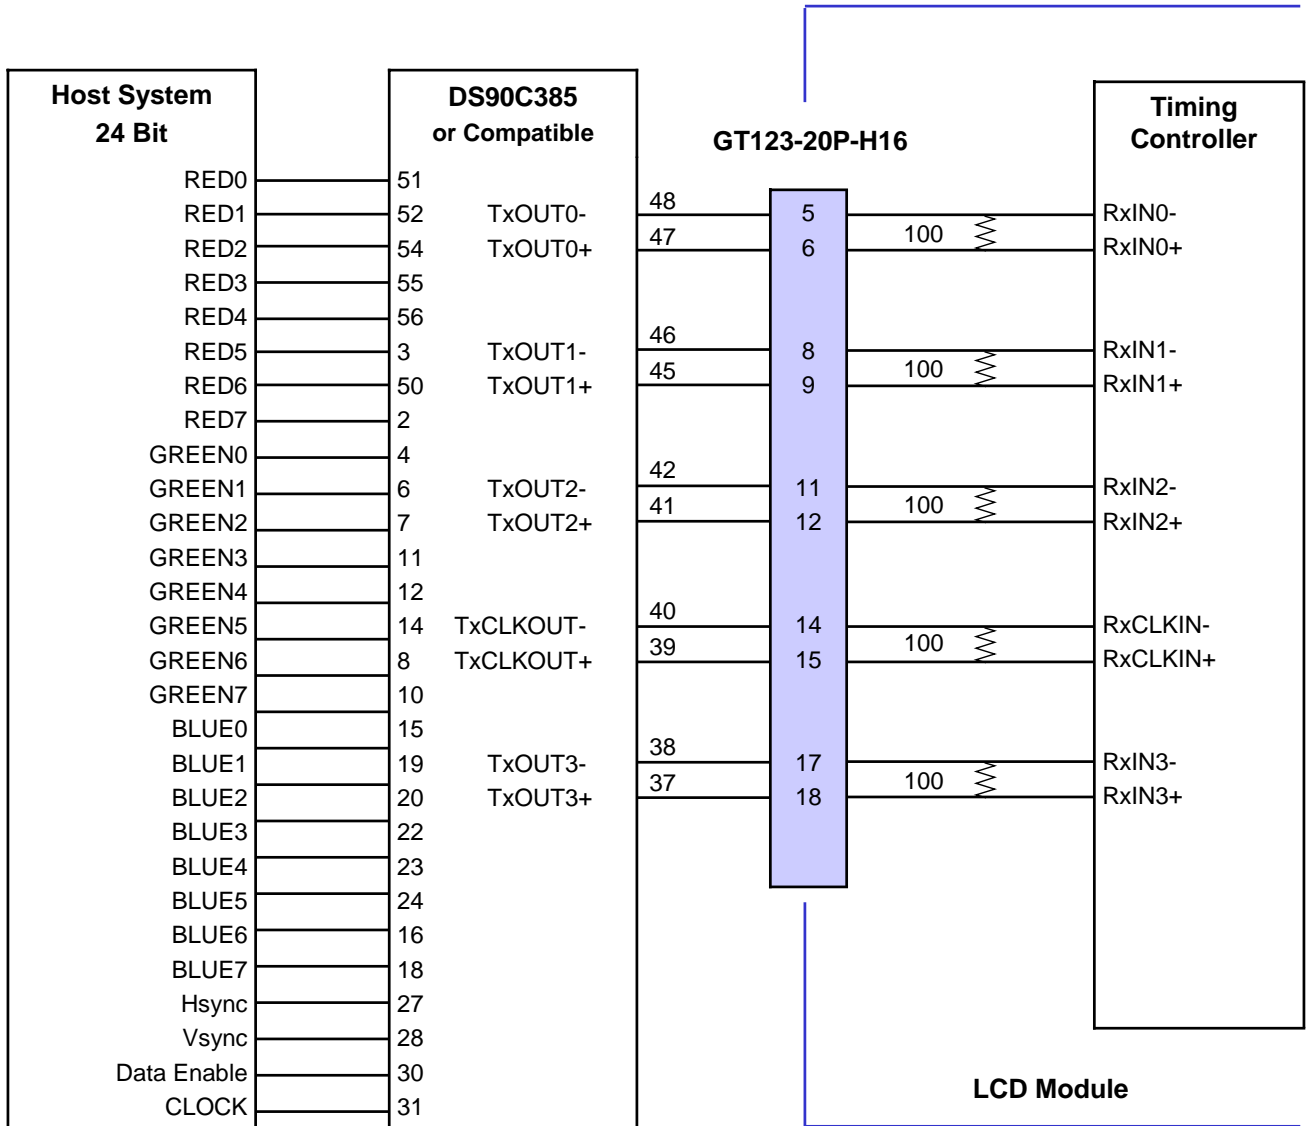 Host System
24 Bit
DS90C385
or Compatible
GT123-20P-H16
Timing
Controller
RED0 51
RED1 52 TxOUT0- 48 5 RxIN0-
100
RED2 54 TxOUT0+ 47 6 RxIN0+
RED3 55
RED4 56
RED5 3 TxOUT1- 46 8 RxIN1-
100
RED6 50 TxOUT1+ 45 9 RxIN1+
RED7 2
GREEN0 4
GREEN1 6 TxOUT2- 42 11 RxIN2-
100
GREEN2 7 TxOUT2+ 41 12 RxIN2+
GREEN3 11
GREEN4 12
GREEN5 14 TxCLKOUT- 40 14 RxCLKIN-
100
GREEN6 8 TxCLKOUT+ 39 15 RxCLKIN+
GREEN7 10
BLUE0 15
BLUE1 19 TxOUT3- 38 17 RxIN3-
100
BLUE2 20 TxOUT3+ 37 18 RxIN3+
BLUE3 22
BLUE4 23
BLUE5 24
BLUE6 16
BLUE7 18
Hsync 27
Vsync 28
Data Enable 30
CLOCK 31
LCD Module